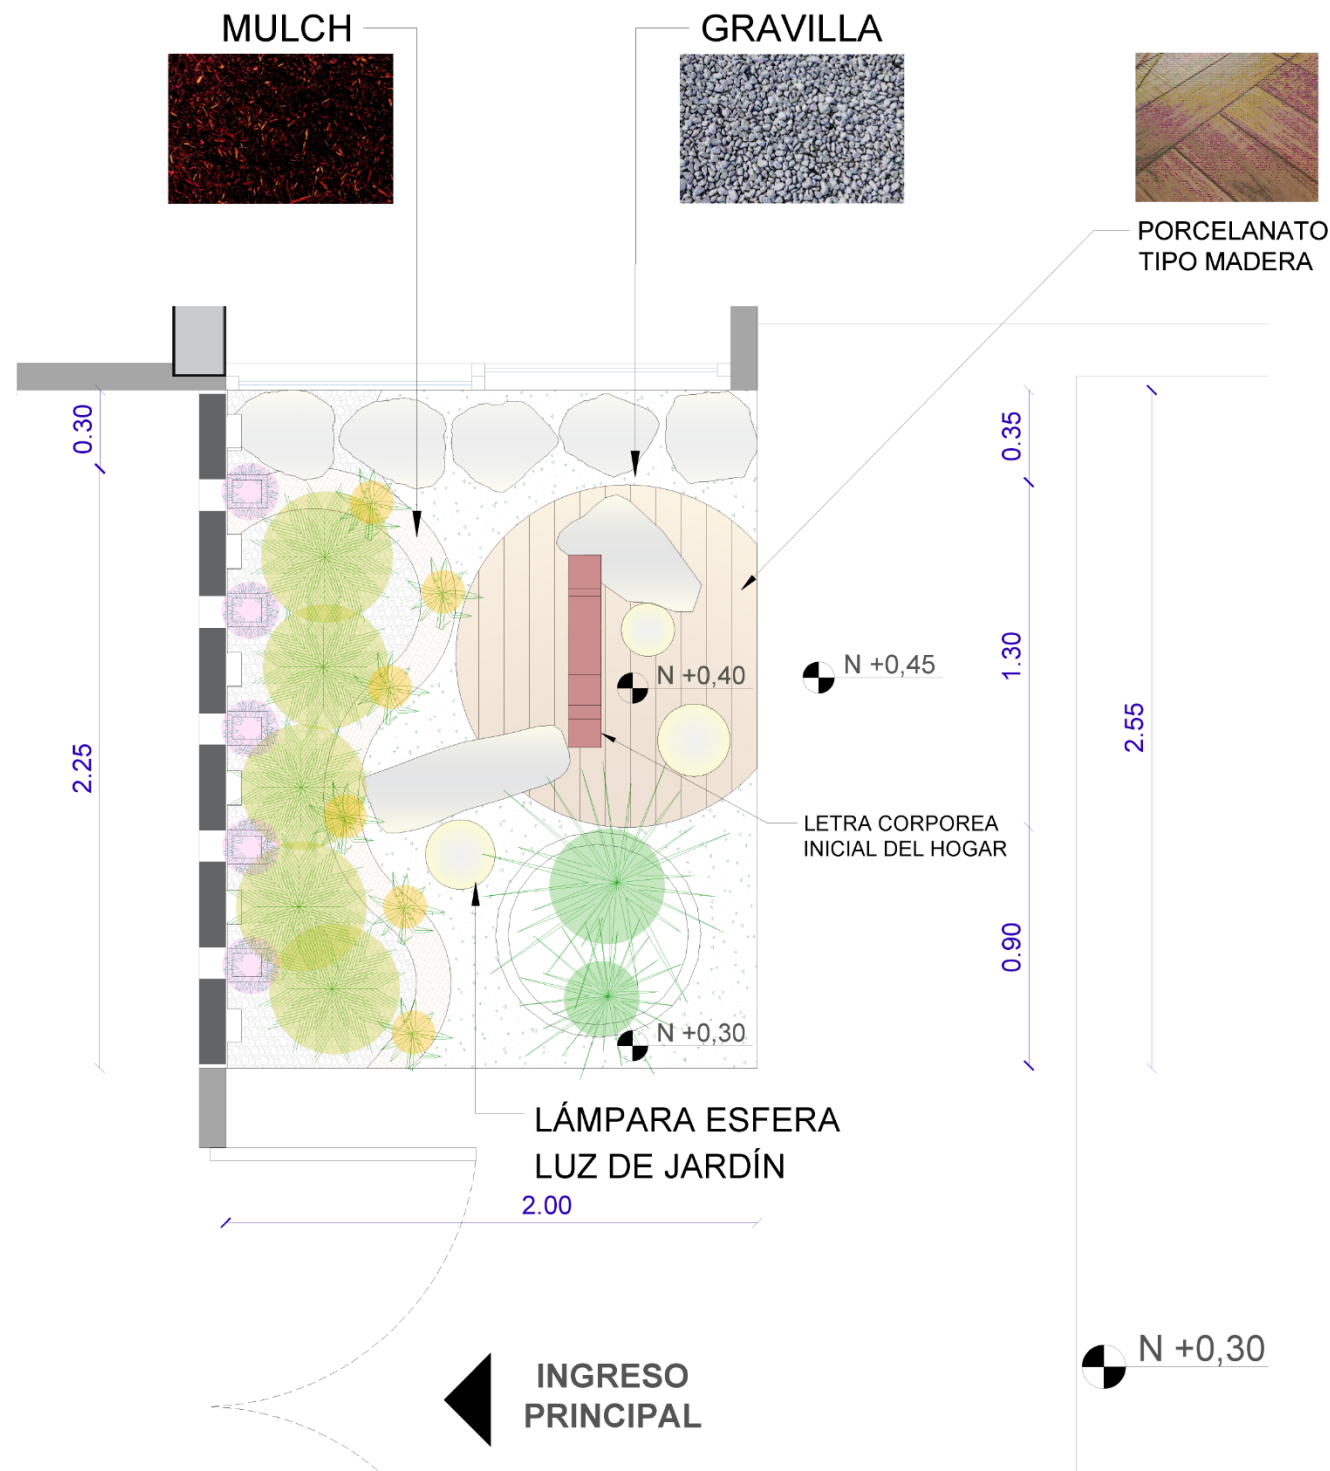 MULCH
GRAVILLA
PORCELANATO
TIPO MADERA
0.30
0.35
2.25
1.30
2.55
N +0,40
N +0,45
LETRA CORPOREA
INICIAL DEL HOGAR
0.90
N +0,30
LÁMPARA ESFERA
LUZ DE JARDÍN
2.00
INGRESO
PRINCIPAL
N +0,30